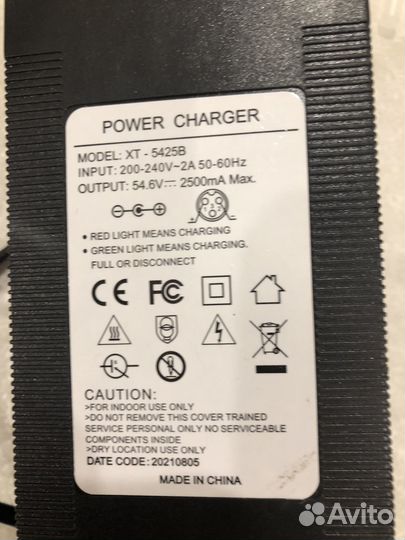 POWER CHARGER
MODEL: XT - 5425B
INPUT: 200-240V~2A 50-60Hz
OUTPUT: 54.6V⎓ 2500mA Max.
• RED LIGHT MEANS CHARGING
• GREEN LIGHT MEANS CHARGING.
FULL OR DISCONNECT
CE FC
CAUTION:
>FOR INDOOR USE ONLY
>DO NOT REMOVE THIS COVER TRAINED
SERVICE PERSONAL ONLY NO SERVICEABLE
COMPONENTS INSIDE
>DRY LOCATION USE ONLY
DATE CODE: 20210805
MADE IN CHINA
Avito